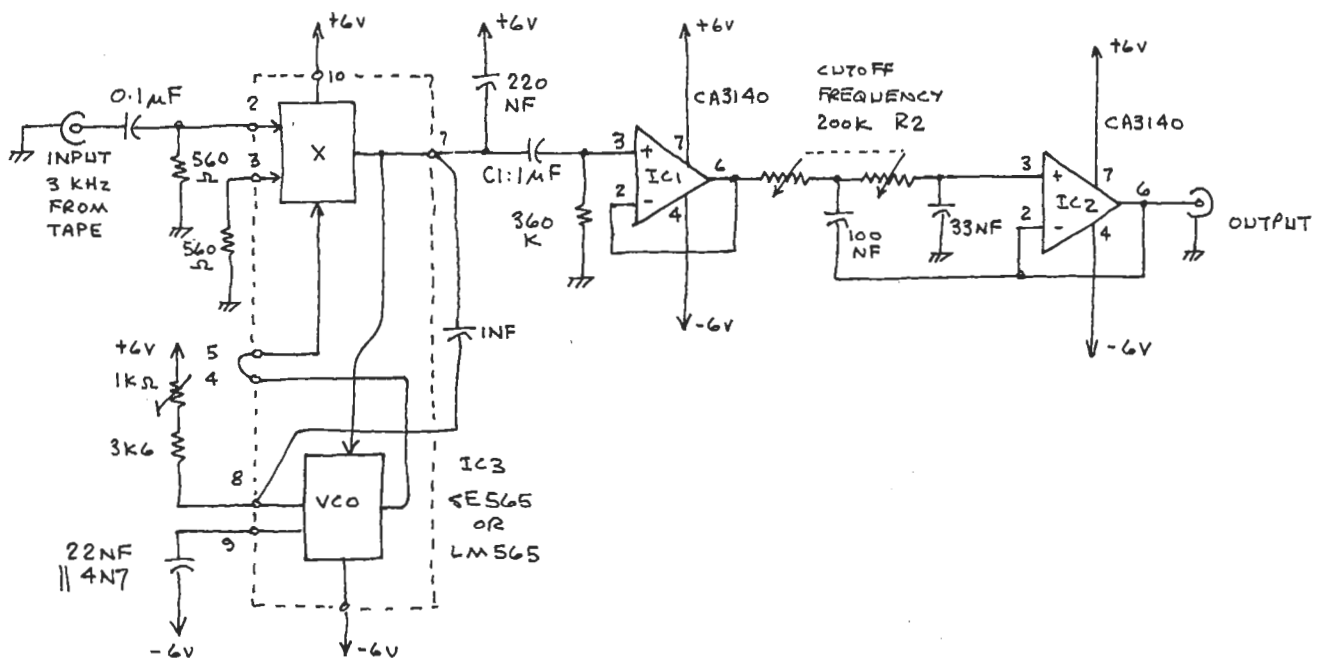 +6V
+6V
+6V
+6V
0.1µF
2
10
3
X
7
220
NF
INPUT
3 KHZ
FROM
TAPE
560
Ω
560
Ω
C1:1µF
360
K
3
7
CA3140
+
IC1
6
2
-
4
-6V
CUTOFF
FREQUENCY
200K R2
100
NF
33NF
3
7
CA3140
+
IC2
6
2
-
4
-6V
OUTPUT
1NF
+6V
5
4
1KΩ
3K6
8
VCO
9
IC3
SE565
OR
LM565
22NF
|| 4N7
-6V
-6V